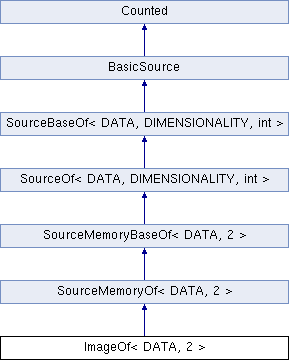 Counted
BasicSource
SourceBaseOf< DATA, DIMENSIONALITY, int >
SourceOf< DATA, DIMENSIONALITY, int >
SourceMemoryBaseOf< DATA, 2 >
SourceMemoryOf< DATA, 2 >
ImageOf< DATA, 2 >